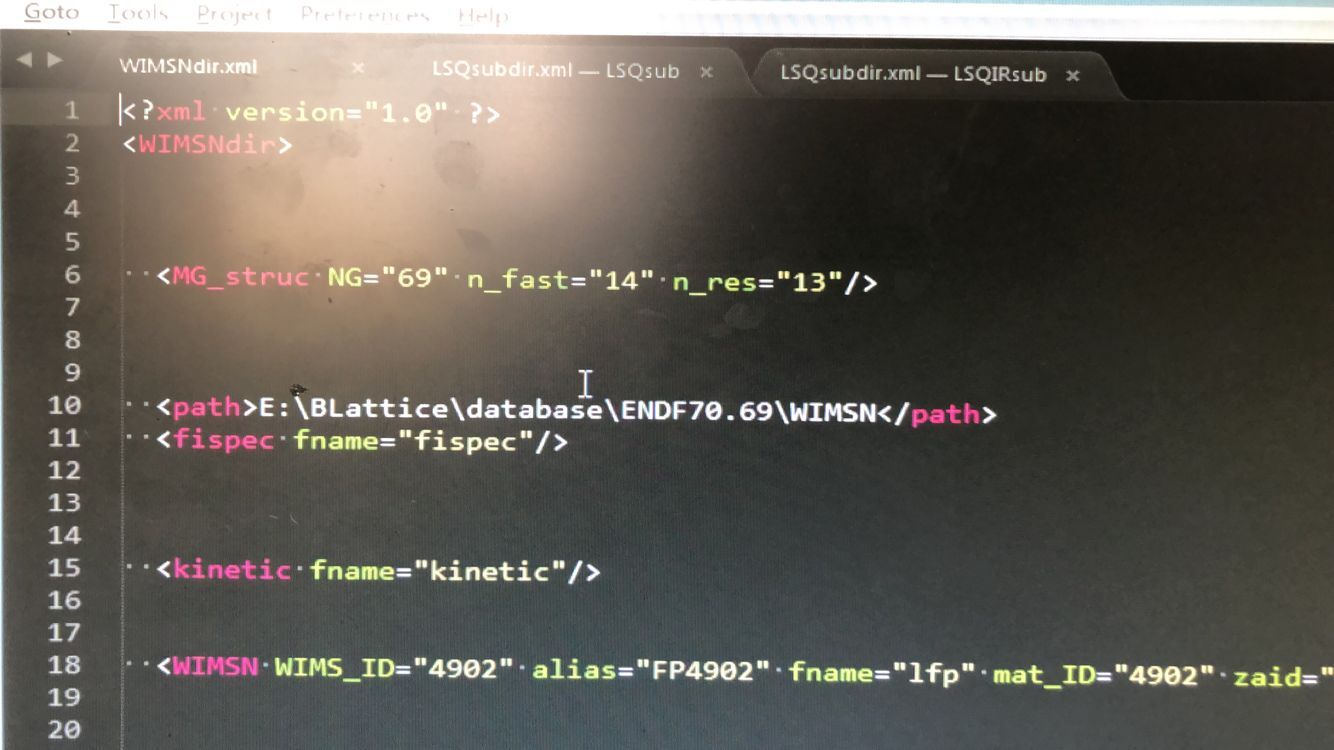 Goto Tools Project Preferences Help
WIMSNdir.xml × LSQsubdir.xml — LSQsub × LSQsubdir.xml — LSQIRsub ×
1 <?xml version="1.0" ?>
2 <WIMSNdir>
3
4
5
6 <MG_struc NG="69" n_fast="14" n_res="13"/>
7
8
9
10 <path>E:\BLattice\database\ENDF70.69\WIMSN</path>
11 <fispec fname="fispec"/>
12
13
14
15 <kinetic fname="kinetic"/>
16
17
18 <WIMSN WIMS_ID="4902" alias="FP4902" fname="lfp" mat_ID="4902" zaid="
19
20